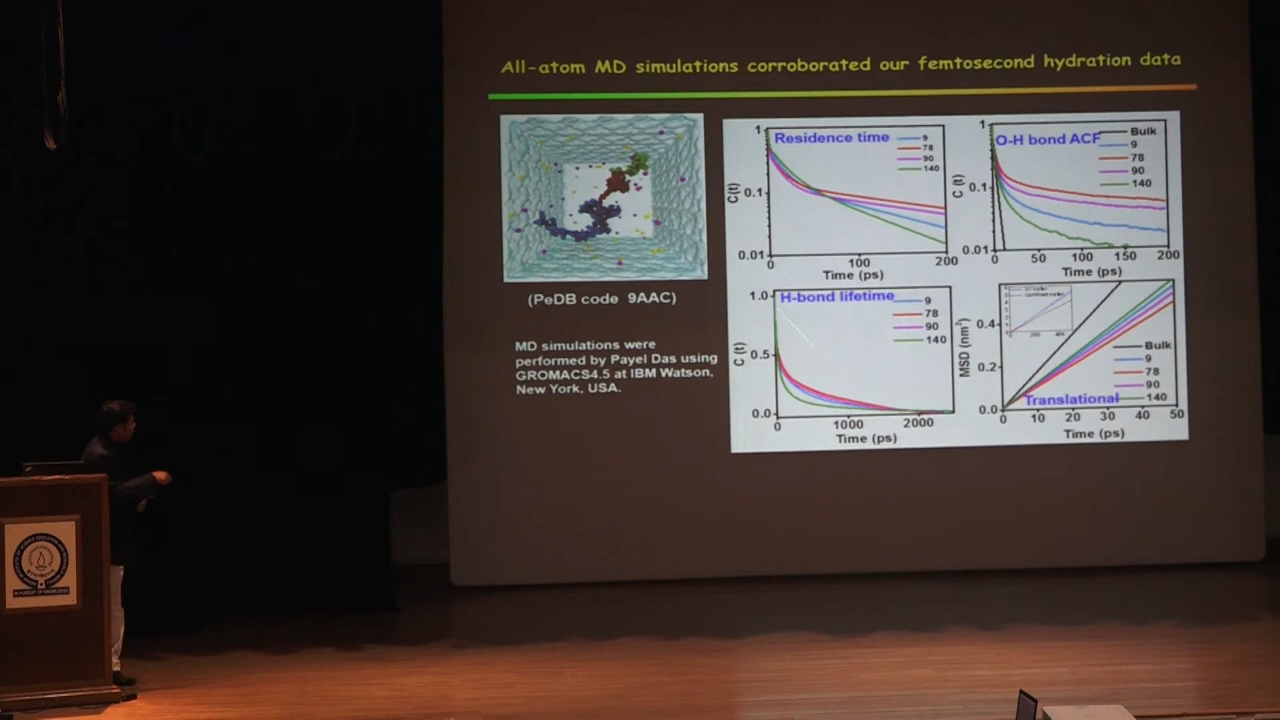 All-atom MD simulations corroborated our femtosecond hydration data
(PeDB code 9AAC)
MD simulations were
performed by Payel Das using
GROMACS4.5 at IBM Watson,
New York, USA.
Residence time
9
78
90
140
C(t)
1
0.1
0.01
0
100
200
Time (ps)
O-H bond ACF
Bulk
9
78
90
140
C (t)
1
0.1
0.01
0
50
100
150
200
Time (ps)
H-bond lifetime
9
78
90
140
C (t)
1.0
0.5
0.0
0
1000
2000
Time (ps)
MSD (nm²)
0.4
0.2
0.0
Bulk
9
78
90
140
Translational
0
10
20
30
40
50
Time (ps)
IN PURSUIT OF KNOWLEDGE